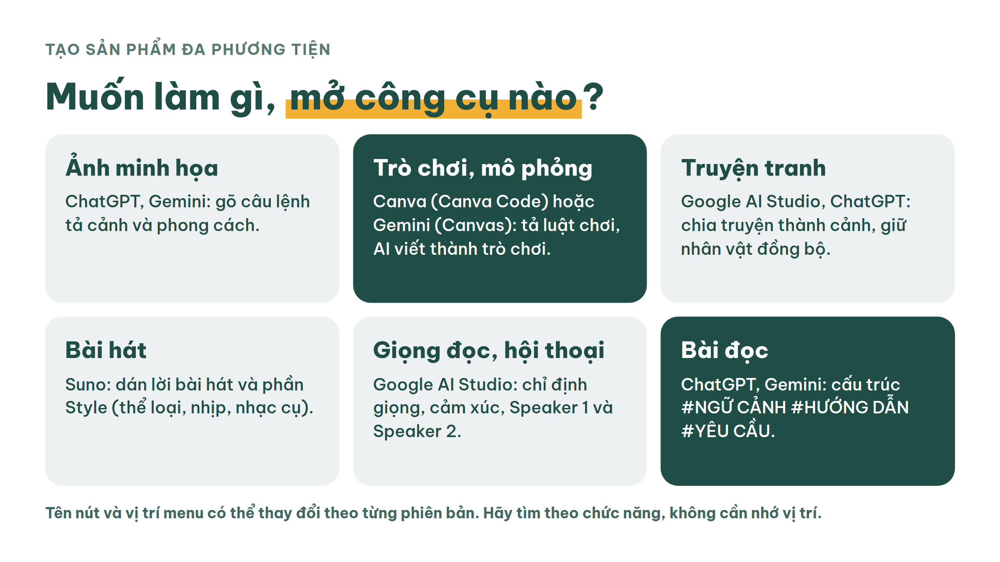 TẠO SẢN PHẨM ĐA PHƯƠNG TIỆN
Muốn làm gì, mở công cụ nào?
Ảnh minh họa
ChatGPT, Gemini: gõ câu lệnh
tả cảnh và phong cách.
Trò chơi, mô phỏng
Canva (Canva Code) hoặc
Gemini (Canvas): tả luật chơi,
AI viết thành trò chơi.
Truyện tranh
Google AI Studio, ChatGPT:
chia truyện thành cảnh, giữ
nhân vật đồng bộ.
Bài hát
Suno: dán lời bài hát và phần
Style (thể loại, nhịp, nhạc cụ).
Giọng đọc, hội thoại
Google AI Studio: chỉ định
giọng, cảm xúc, Speaker 1 và
Speaker 2.
Bài đọc
ChatGPT, Gemini: cấu trúc
#NGỮ CẢNH #HƯỚNG DẪN
#YÊU CẦU.
Tên nút và vị trí menu có thể thay đổi theo từng phiên bản. Hãy tìm theo chức năng, không cần nhớ vị trí.